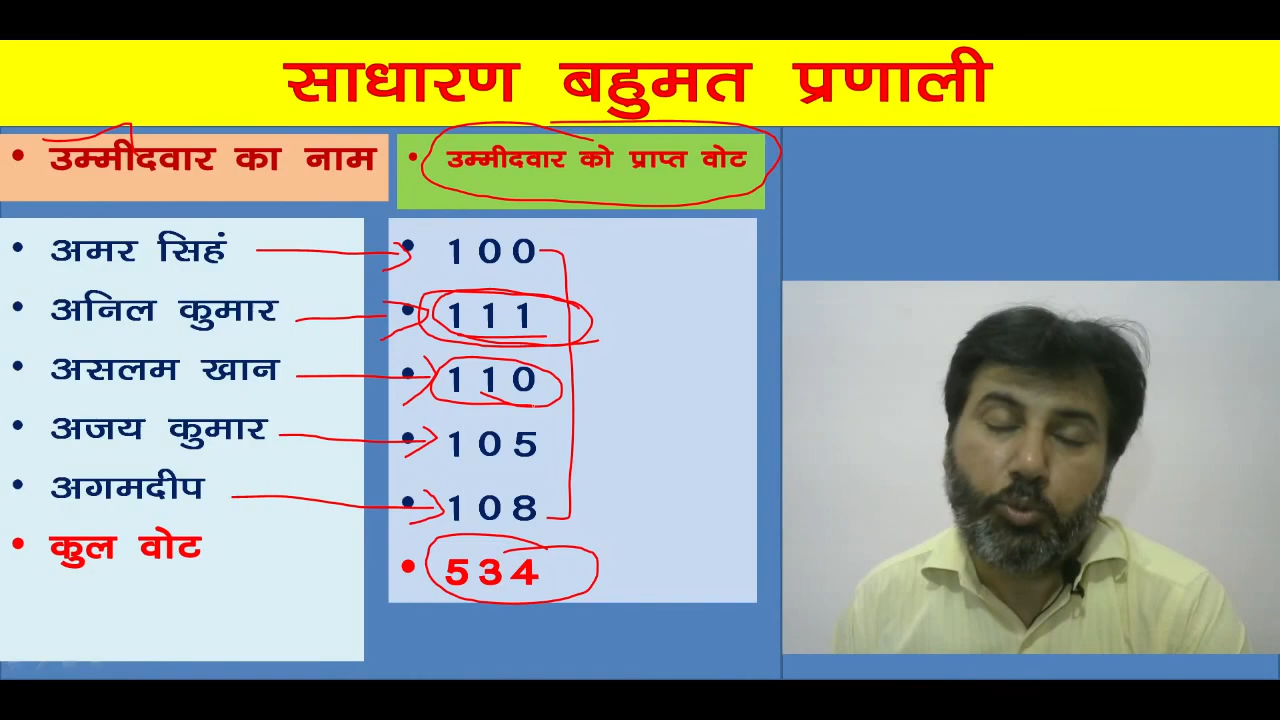 साधारण बहुमत प्रणाली
• उम्मीदवार का नाम
• उम्मीदवार को प्राप्त वोट
• अमर सिहं
• 100
• अनिल कुमार
• 111
• असलम खान
• 110
• अजय कुमार
• 105
• अगमदीप
• 108
• कुल वोट
• 534